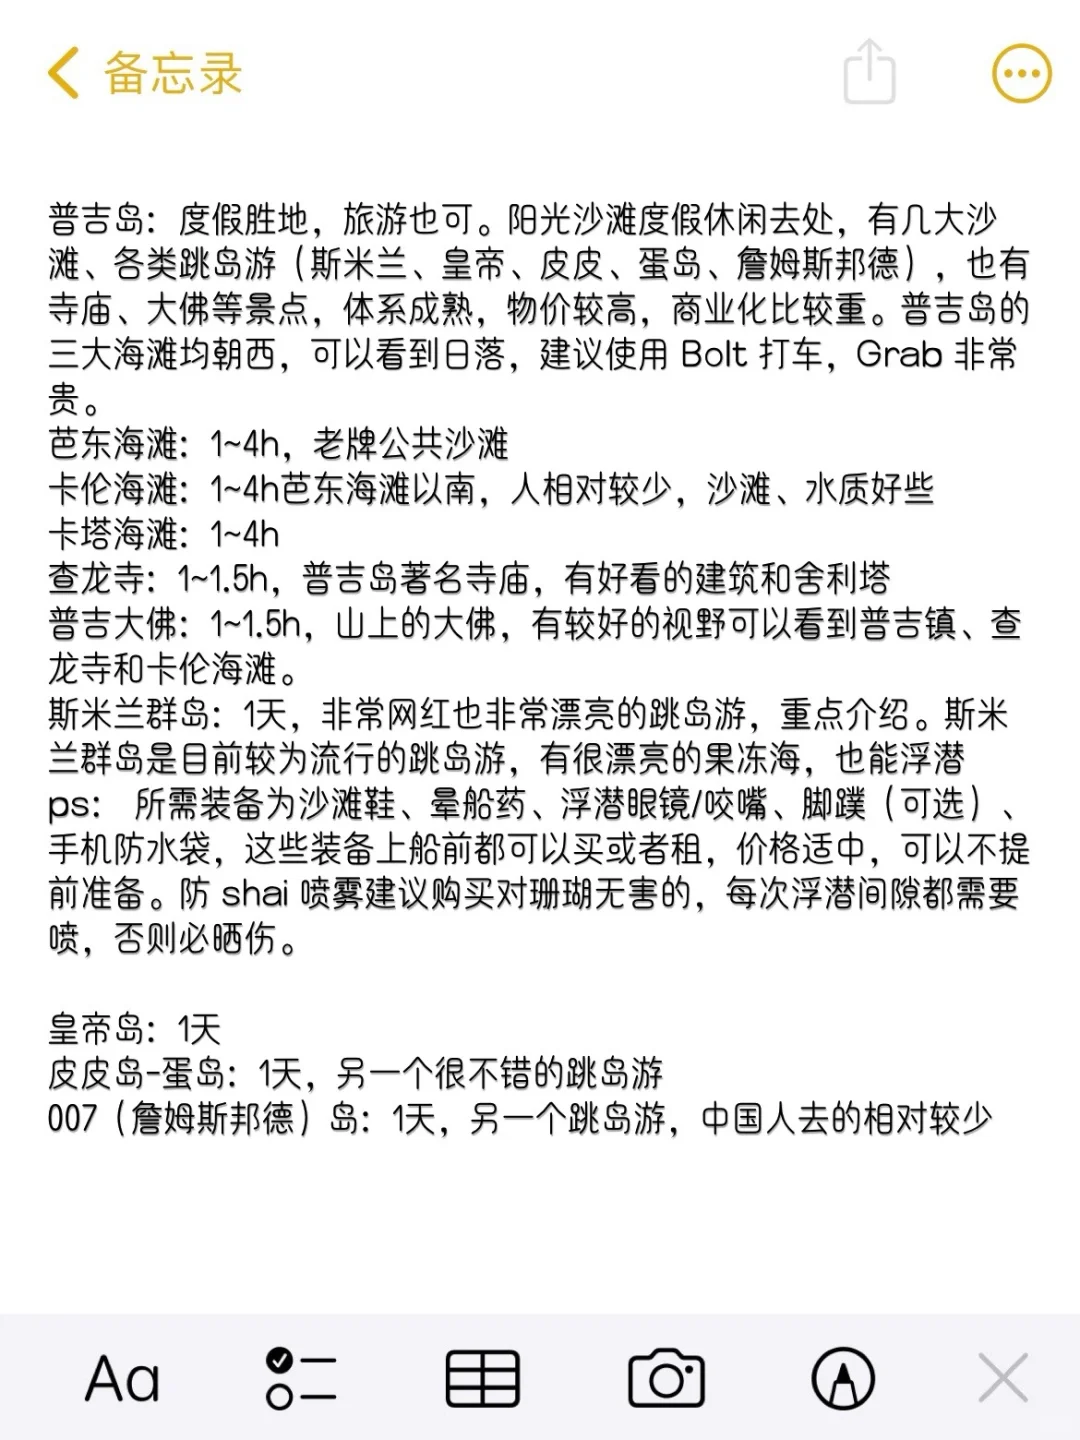 备忘录
普吉岛：度假胜地，旅游也可。阳光沙滩度假休闲去处，有几大沙
滩、各类跳岛游（斯米兰、皇帝、皮皮、蛋岛、詹姆斯邦德），也有
寺庙、大佛等景点，体系成熟，物价较高，商业化比较重。普吉岛的
三大海滩均朝西，可以看到日落，建议使用 Bolt 打车，Grab 非常
贵。
芭东海滩：1~4h，老牌公共沙滩
卡伦海滩：1~4h芭东海滩以南，人相对较少，沙滩、水质好些
卡塔海滩：1~4h
查龙寺：1~1.5h，普吉岛著名寺庙，有好看的建筑和舍利塔
普吉大佛：1~1.5h，山上的大佛，有较好的视野可以看到普吉镇、查
龙寺和卡伦海滩。
斯米兰群岛：1天，非常网红也非常漂亮的跳岛游，重点介绍。斯米
兰群岛是目前较为流行的跳岛游，有很漂亮的果冻海，也能浮潜
ps： 所需装备为沙滩鞋、晕船药、浮潜眼镜/咬嘴、脚蹼（可选）、
手机防水袋，这些装备上船前都可以买或者租，价格适中，可以不提
前准备。防 shai 喷雾建议购买对珊瑚无害的，每次浮潜间隙都需要
喷，否则必晒伤。
皇帝岛：1天
皮皮岛-蛋岛：1天，另一个很不错的跳岛游
007（詹姆斯邦德）岛：1天，另一个跳岛游，中国人去的相对较少
Aa